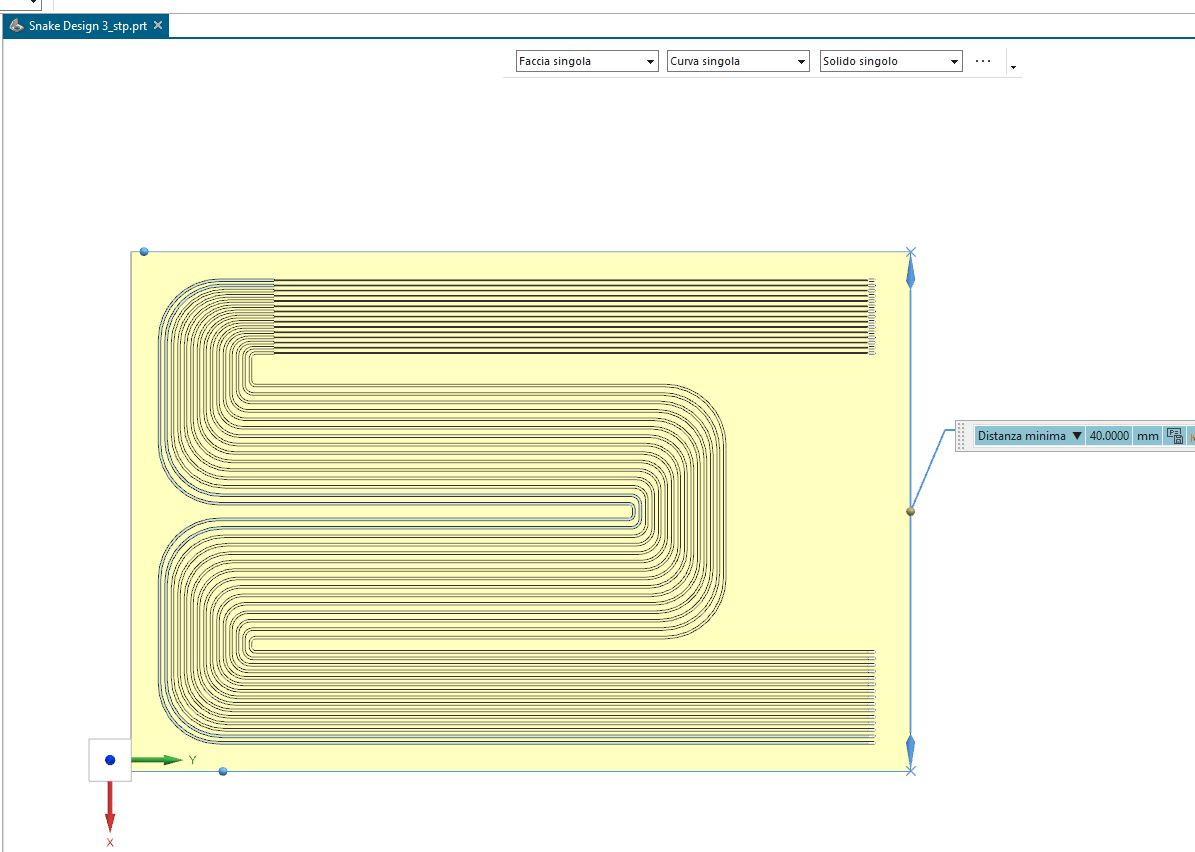 Snake Design 3_stp.prt
Faccia singola
Curva singola
Solido singolo
Distanza minima 40.0000 mm
Y
X